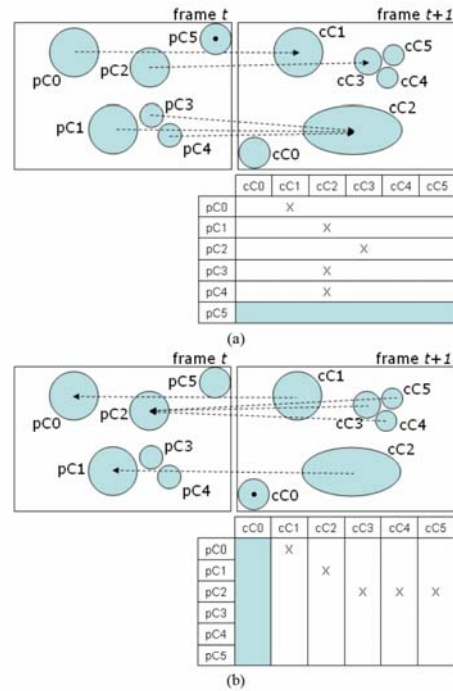 frame t
frame t+1
pC5
cC1
cC5
pC0
pC2
cC3
cC4
pC3
cC2
pC1
pC4
cC0
cC0 cC1 cC2 cC3 cC4 cC5
pC0 X
pC1 X
pC2 X
pC3 X
pC4 X
pC5
(a)
frame t
frame t+1
pC5
cC1
cC5
pC0
pC2
cC3
cC4
pC3
cC2
pC1
pC4
cC0
cC0 cC1 cC2 cC3 cC4 cC5
pC0 X
pC1 X
pC2 X X X
pC3
pC4
pC5
(b)